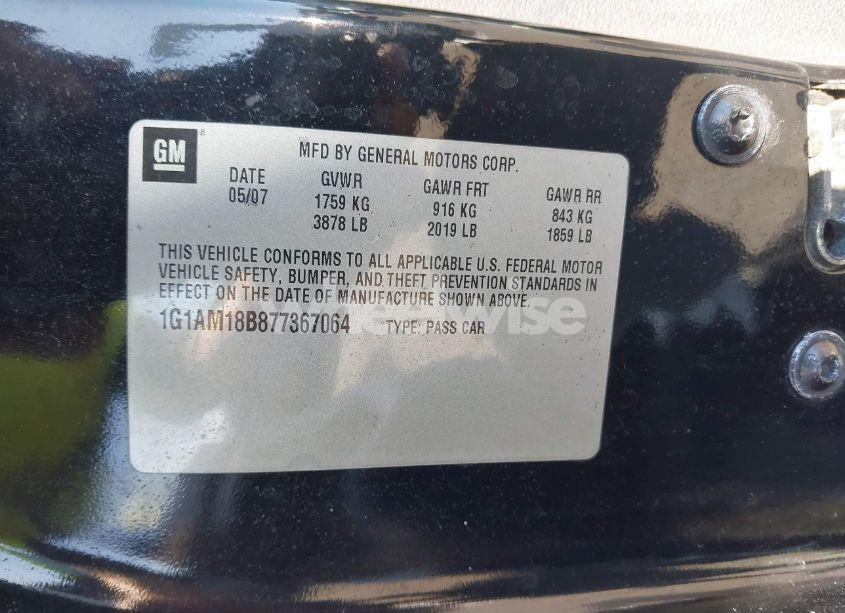 GM
MFD BY GENERAL MOTORS CORP.
DATE GVWR GAWR FRT GAWR RR
05/07 1759 KG 916 KG 843 KG
3878 LB 2019 LB 1859 LB
THIS VEHICLE CONFORMS TO ALL APPLICABLE U.S. FEDERAL MOTOR
VEHICLE SAFETY, BUMPER, AND THEFT PREVENTION STANDARDS IN
EFFECT ON THE DATE OF MANUFACTURE SHOWN ABOVE.
1G1AM18B877367064 TYPE: PASS CAR